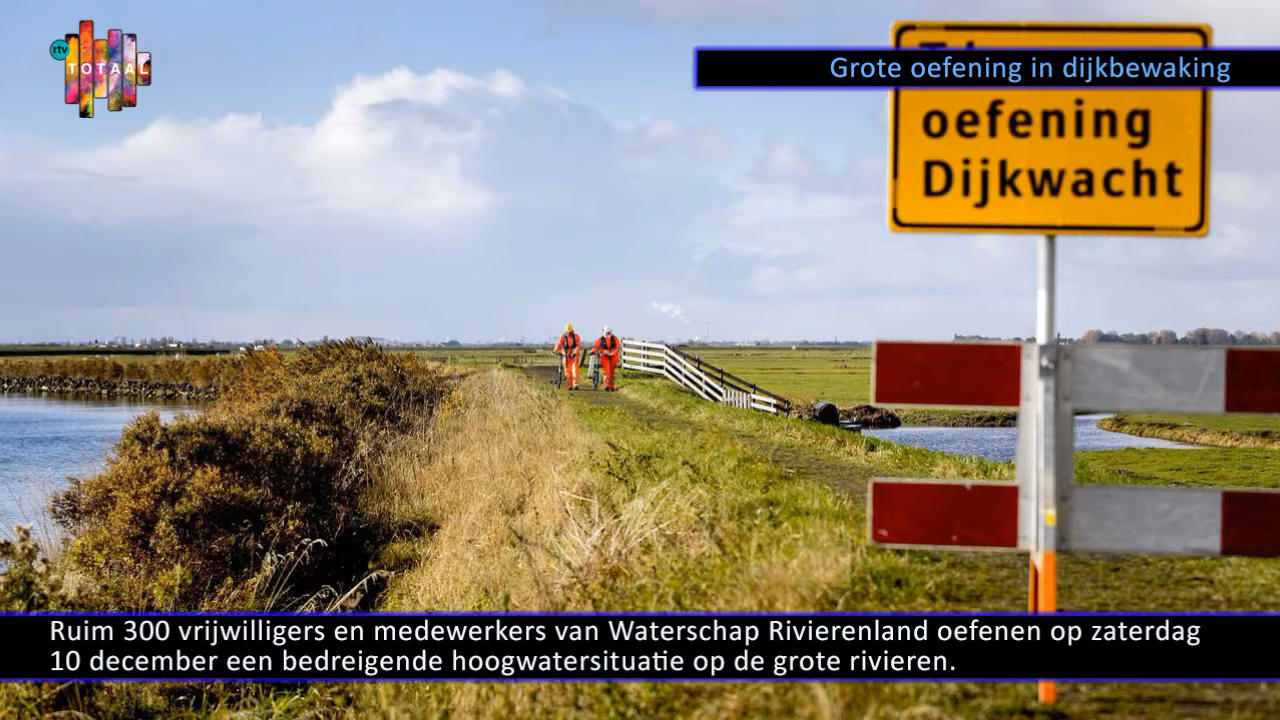 rtv
TOTAAL
Grote oefening in dijkbewaking
oefening
Dijkwacht
Ruim 300 vrijwilligers en medewerkers van Waterschap Rivierenland oefenen op zaterdag
10 december een bedreigende hoogwatersituatie op de grote rivieren.